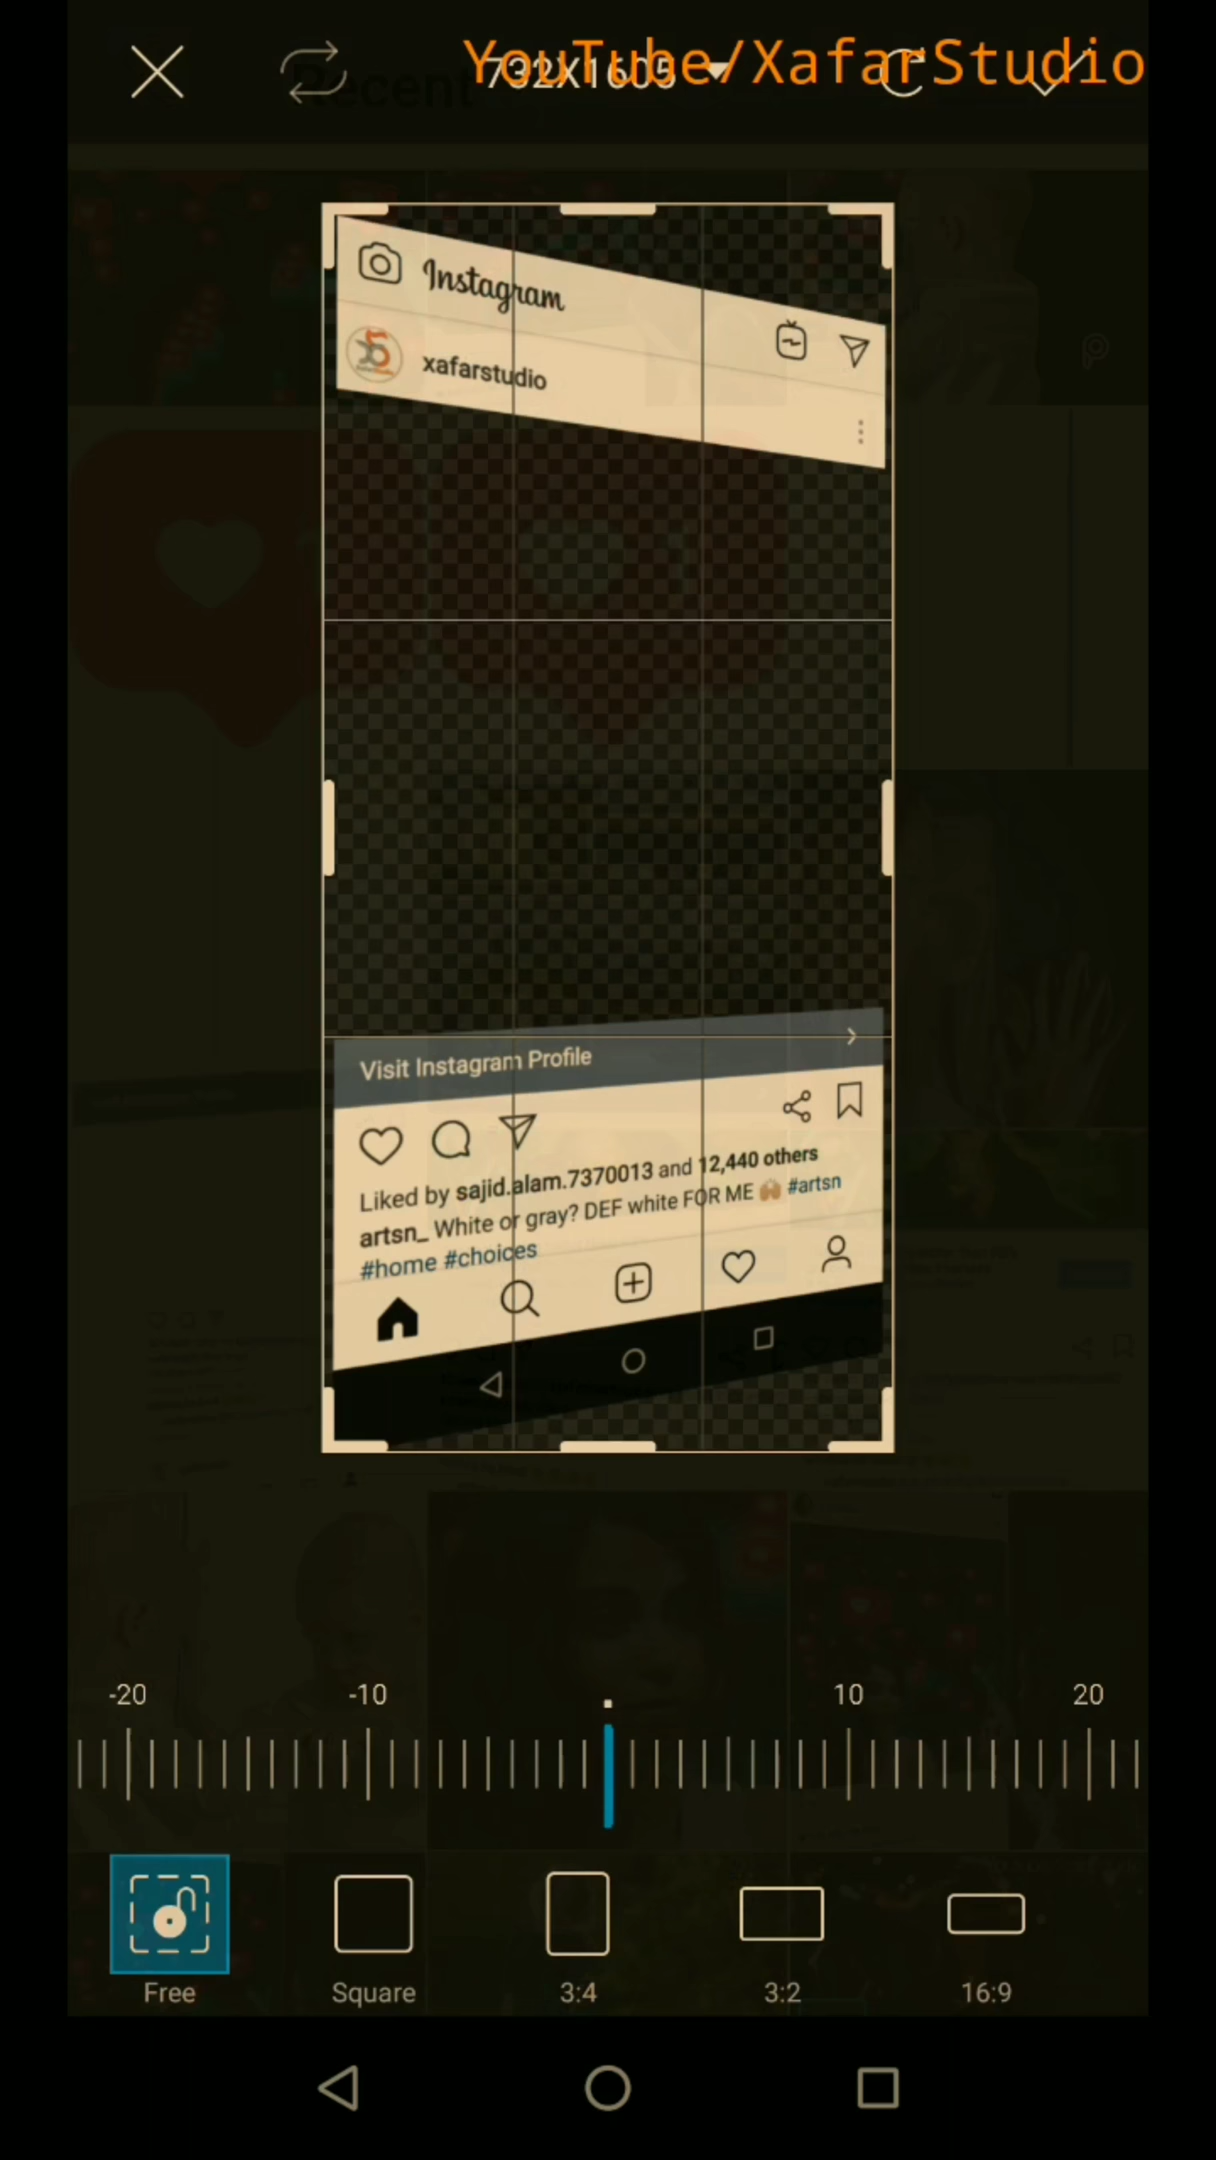 YouTube/XafarStudio
Recent
732X1605
Instagram
xafarstudio
Visit Instagram Profile
Liked by sajid.alam.7370013 and 12,440 others
artsn_ White or gray? DEF white FOR ME 🙌🏽 #artsn
#home #choices
-20 -10 10 20
Free Square 3:4 3:2 16:9